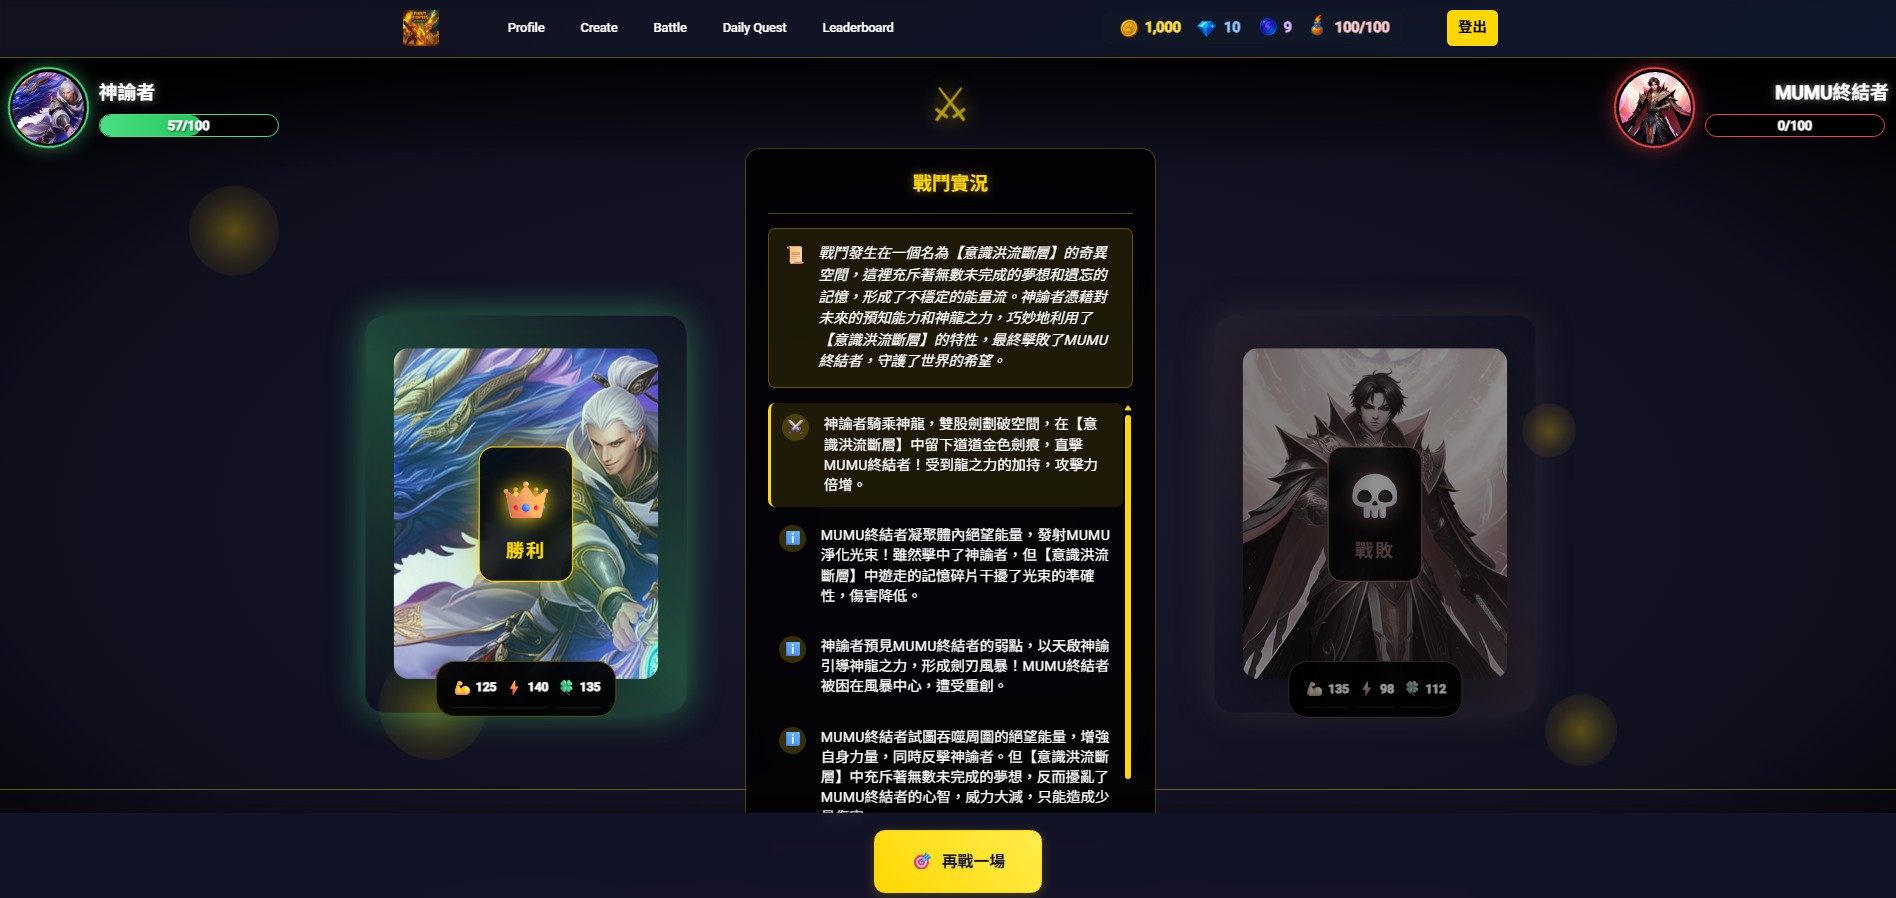 Profile
Create
Battle
Daily Quest
Leaderboard
1,000
10
9
100/100
登出
神諭者
57/100
MUMU終結者
0/100
戰鬥實況
戰鬥發生在一個名為【意識洪流斷層】的奇異
空間，這裡充斥著無數未完成的夢想和遺忘的
記憶，形成了不穩定的能量流。神諭者憑藉對
未來的預知能力和神龍之力，巧妙地利用了
【意識洪流斷層】的特性，最終擊敗了MUMU
終結者，守護了世界的希望。
神諭者騎乘神龍，雙股劍劃破空間，在【意
識洪流斷層】中留下道道金色劍痕，直擊
MUMU終結者！受到龍之力的加持，攻擊力
倍增。
MUMU終結者凝聚體內絕望能量，發射MUMU
淨化光束！雖然擊中了神諭者，但【意識洪流
斷層】中遊走的記憶碎片干擾了光束的準確
性，傷害降低。
神諭者預見MUMU終結者的弱點，以天啟神諭
引導神龍之力，形成劍刃風暴！MUMU終結者
被困在風暴中心，遭受重創。
MUMU終結者試圖吞噬周圍的絕望能量，增強
自身力量，同時反擊神諭者。但【意識洪流斷
層】中充斥著無數未完成的夢想，反而擾亂了
MUMU終結者的心智，威力大減，只能造成少
勝利
125
140
135
戰敗
135
98
112
再戰一場